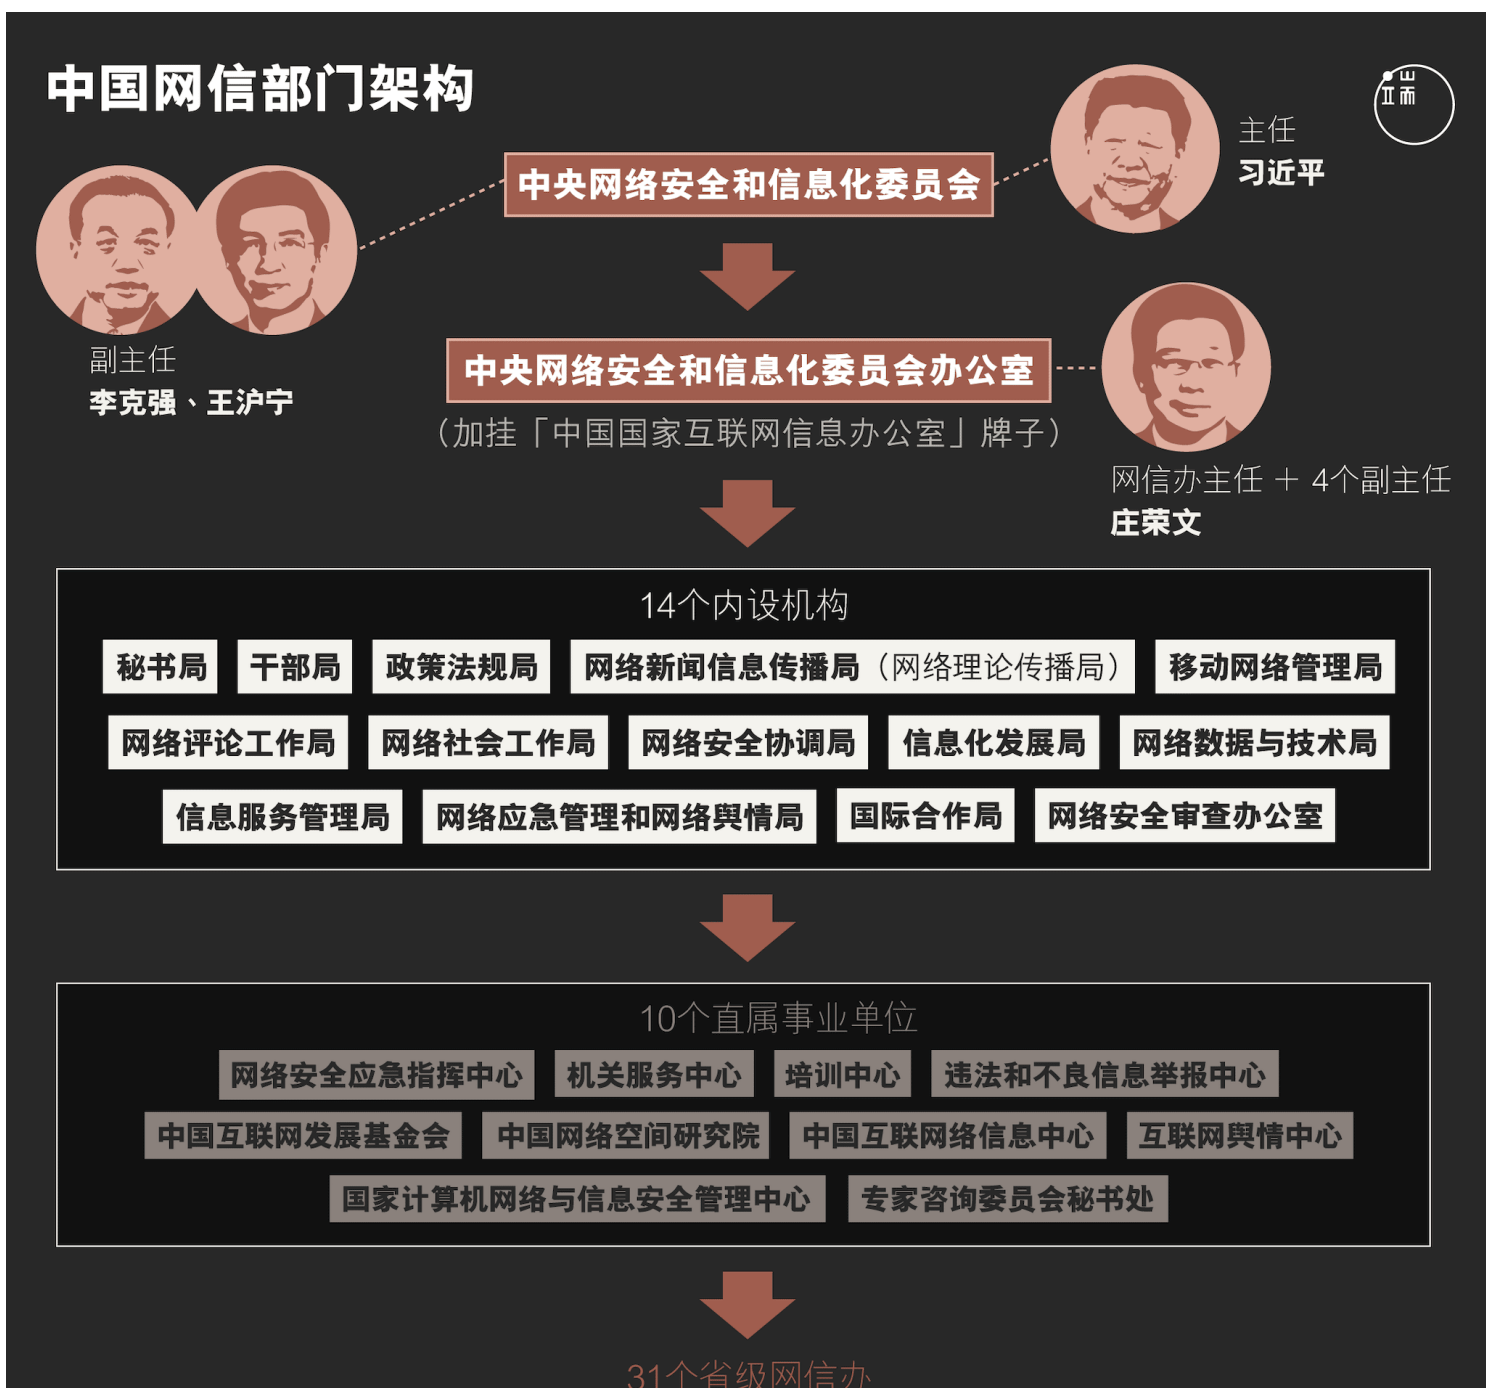 中国网信部门架构
端
主任
习近平
中央网络安全和信息化委员会
副主任
李克强、王沪宁
中央网络安全和信息化委员会办公室
（加挂「中国国家互联网信息办公室」牌子）
网信办主任 + 4个副主任
庄荣文
14个内设机构
秘书局 干部局 政策法规局 网络新闻信息传播局（网络理论传播局） 移动网络管理局
网络评论工作局 网络社会工作局 网络安全协调局 信息化发展局 网络数据与技术局
信息服务管理局 网络应急管理和网络舆情局 国际合作局 网络安全审查办公室
10个直属事业单位
网络安全应急指挥中心 机关服务中心 培训中心 违法和不良信息举报中心
中国互联网发展基金会 中国网络空间研究院 中国互联网络信息中心 互联网舆情中心
国家计算机网络与信息安全管理中心 专家咨询委员会秘书处
31个省级网信办